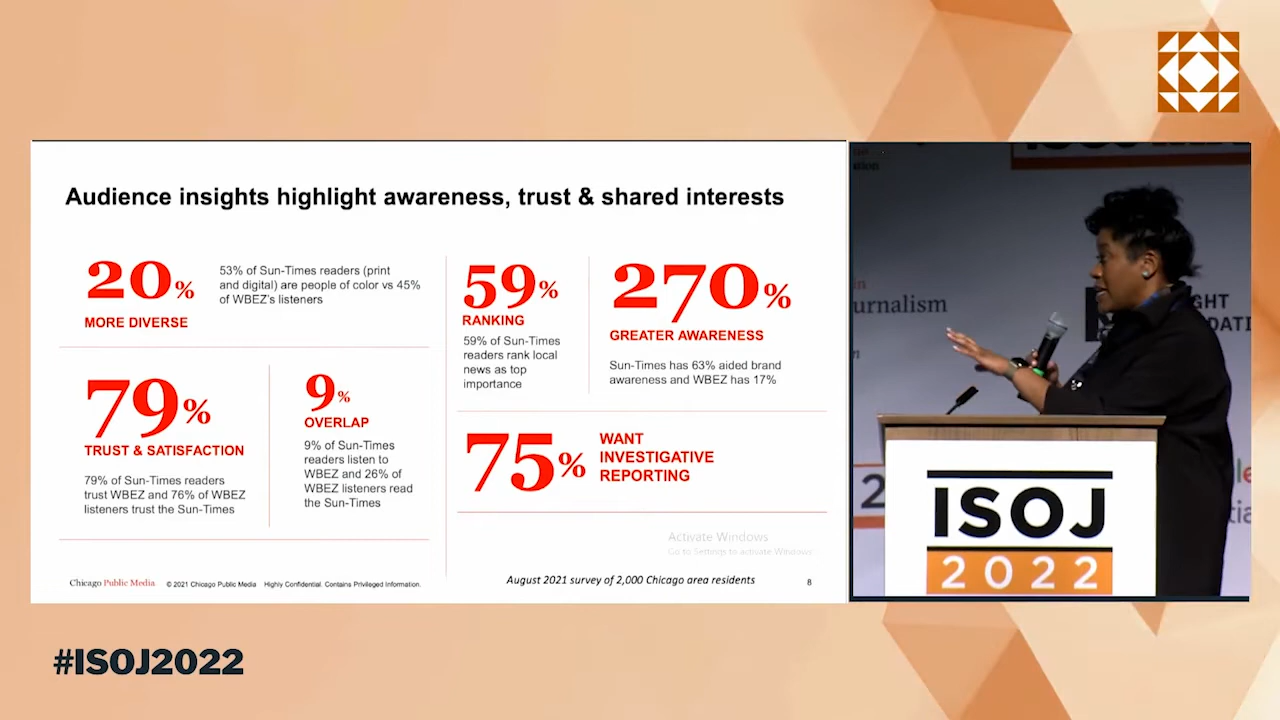 Audience insights highlight awareness, trust & shared interests
20%
MORE DIVERSE
53% of Sun-Times readers (print
and digital) are people of color vs 45%
of WBEZ's listeners
79%
TRUST & SATISFACTION
79% of Sun-Times readers
trust WBEZ and 76% of WBEZ
listeners trust the Sun-Times
9%
OVERLAP
9% of Sun-Times
readers listen to
WBEZ and 26% of
WBEZ listeners read
the Sun-Times
59%
RANKING
59% of Sun-Times
readers rank local
news as top
importance
270%
GREATER AWARENESS
Sun-Times has 63% aided brand
awareness and WBEZ has 17%
75%
WANT
INVESTIGATIVE
REPORTING
Activate Windows
Go to Settings to activate Windows.
Chicago Public Media © 2021 Chicago Public Media Highly Confidential. Contains Privileged Information.
August 2021 survey of 2,000 Chicago area residents
8
ISOJ
2022
#ISOJ2022